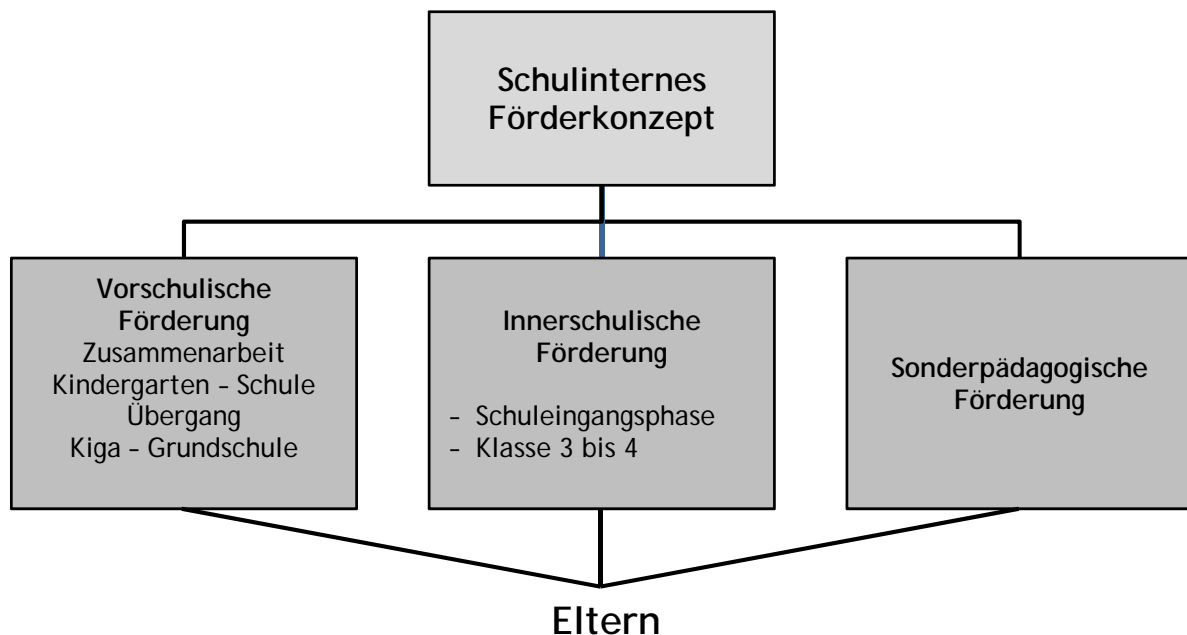 Schulinternes
Förderkonzept
Vorschulische
Förderung
Zusammenarbeit
Kindergarten – Schule
Übergang
Kiga – Grundschule
Innerschulische
Förderung
- Schuleingangsphase
- Klasse 3 bis 4
Sonderpädagogische
Förderung
Eltern